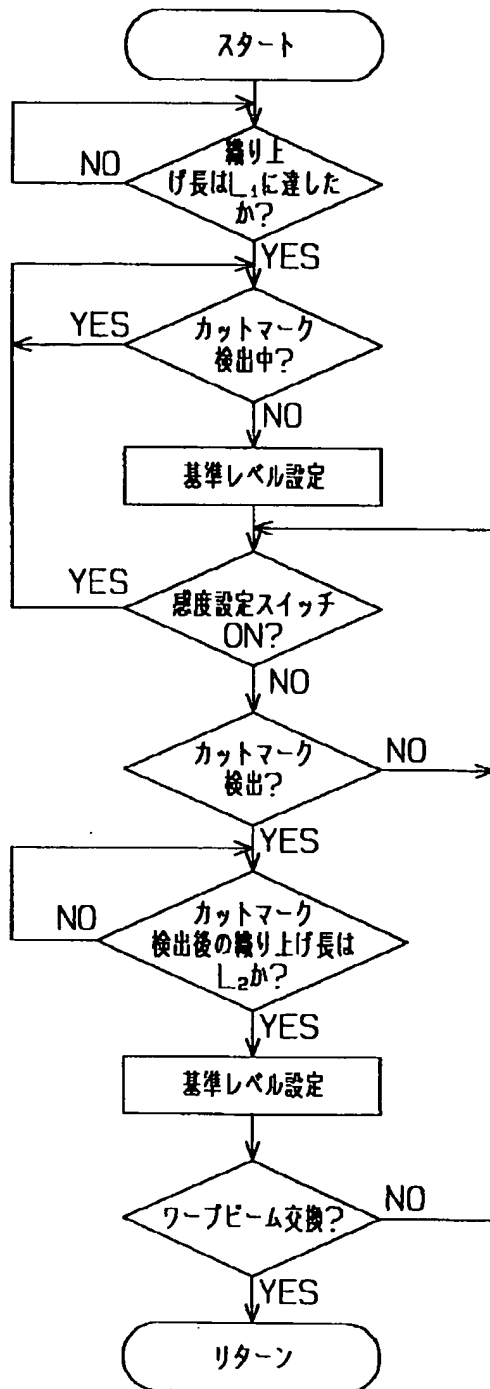 スタート
織り上
NO
げ長はL₁に達した
か?
YES
YES
カットマーク
検出中?
NO
基準レベル設定
YES
感度設定スイッチ
ON?
NO
カットマーク
NO
検出?
YES
カットマーク
NO
検出後の織り上げ長は
L₂か?
YES
基準レベル設定
ワープビーム交換?
NO
YES
リターン